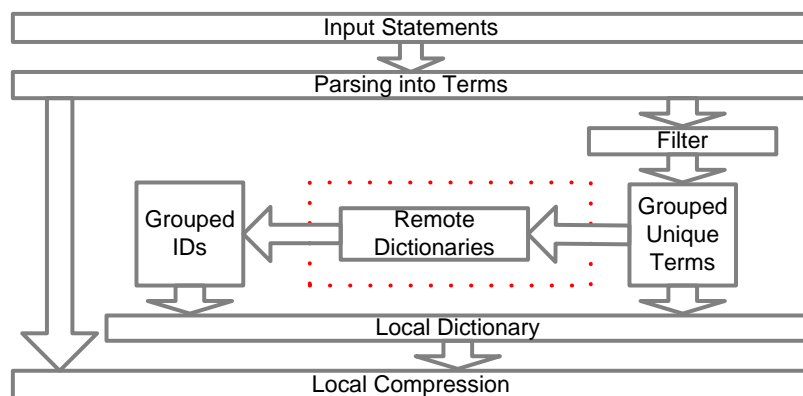 Input Statements
Parsing into Terms
Filter
Grouped
IDs
Remote
Dictionaries
Grouped
Unique
Terms
Local Dictionary
Local Compression